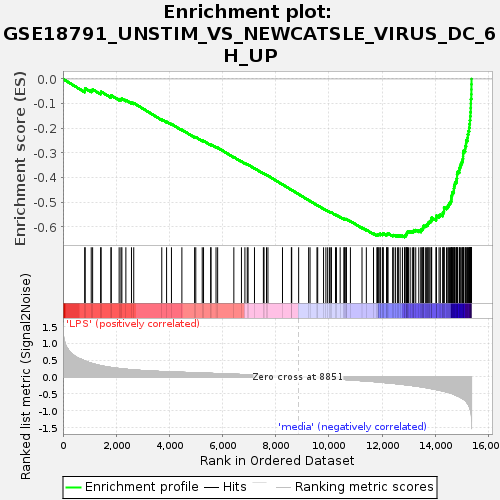 Enrichment plot:
GSE18791_UNSTIM_VS_NEWCATSLE_VIRUS_DC_6
H_UP
Enrichment score (ES)
0.0
-0.1
-0.2
-0.3
-0.4
-0.5
-0.6
Ranked list metric (Signal2Noise)
'LPS' (positively correlated)
1.5
1.0
0.5
0.0
-0.5
-1.0
-1.5
Zero cross at 8851
'media' (negatively correlated)
0
2,000
4,000
6,000
8,000
10,000
12,000
14,000
16,000
Rank in Ordered Dataset
Enrichment profile
Hits
Ranking metric scores